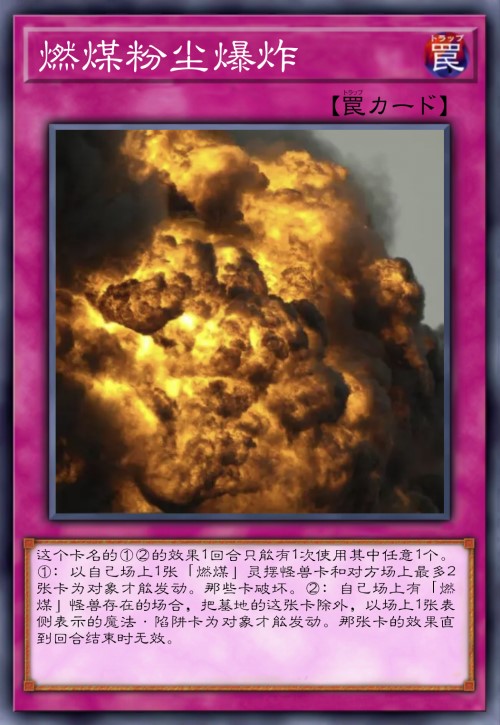 燃煤粉尘爆炸
トラップ
罠
【罠カード】
トラップ
这个卡名的①②的效果1回合只能有1次使用其中任意1个。
①：以自己场上1张「燃煤」灵摆怪兽卡和对方场上最多2
张卡为对象才能发动。那些卡破坏。②：自己场上有「燃
煤」怪兽存在的场合，把墓地的这张卡除外，以场上1张表
侧表示的魔法·陷阱卡为对象才能发动。那张卡的效果直
到回合结束时无效。